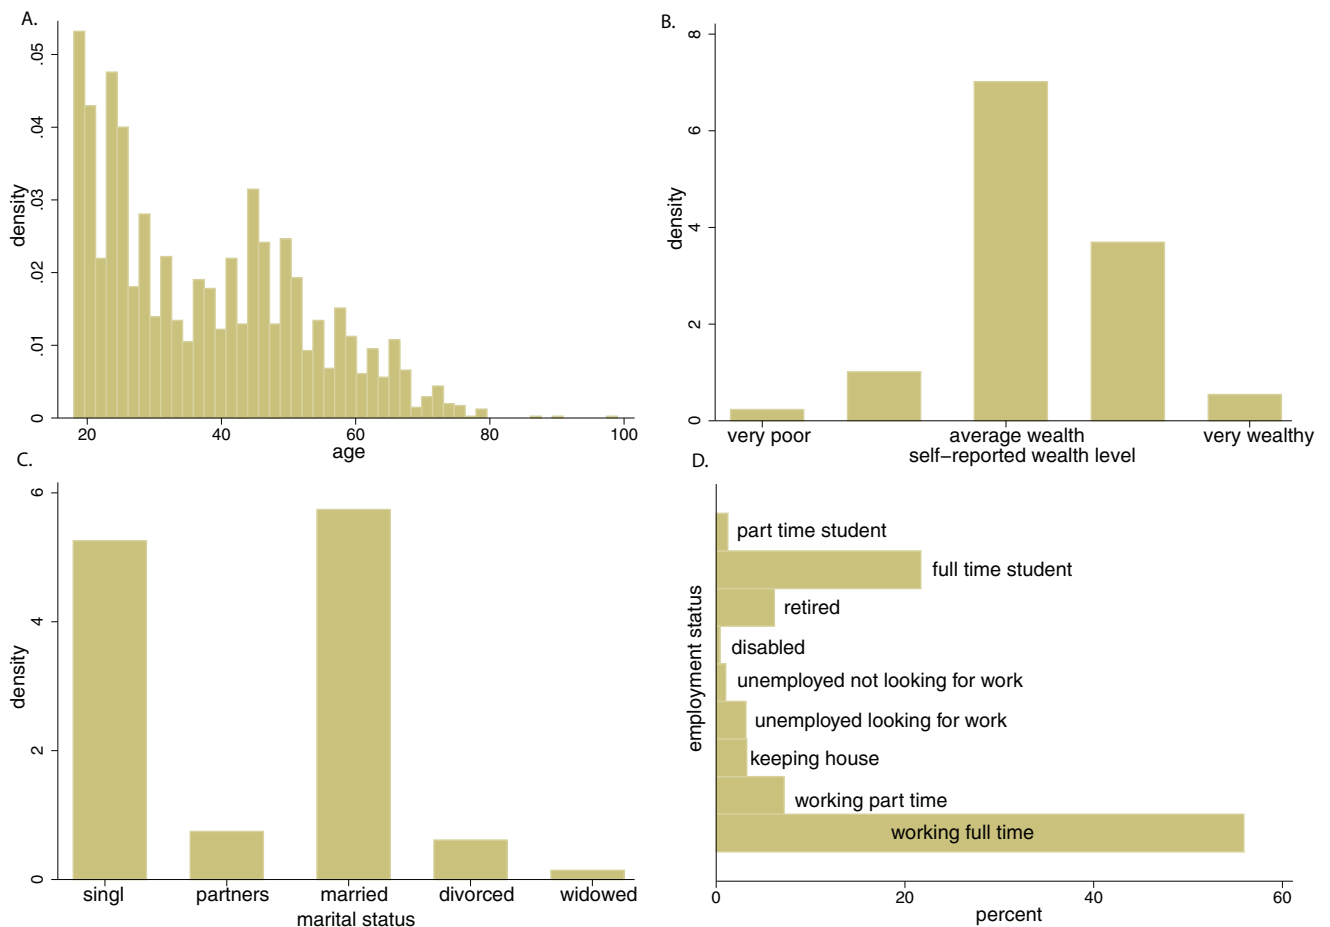 A.
.05
.04
.03
.02
.01
0
density
20 40 60 80 100
age
B.
8
6
4
2
0
density
very poor average wealth very wealthy
self-reported wealth level
C.
6
4
2
0
density
singl partners married divorced widowed
marital status
D.
employment status
part time student
full time student
retired
disabled
unemployed not looking for work
unemployed looking for work
keeping house
working part time
working full time
0 20 40 60
percent